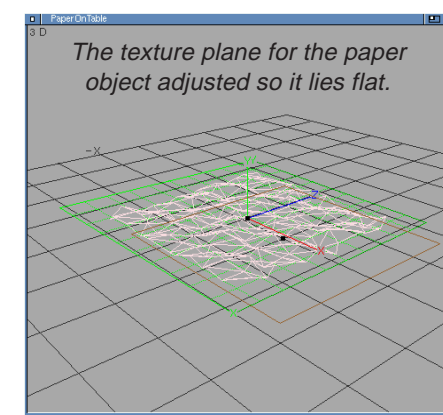 PaperOnTable
3 D
The texture plane for the paper
object adjusted so it lies flat.
-X
Z
X